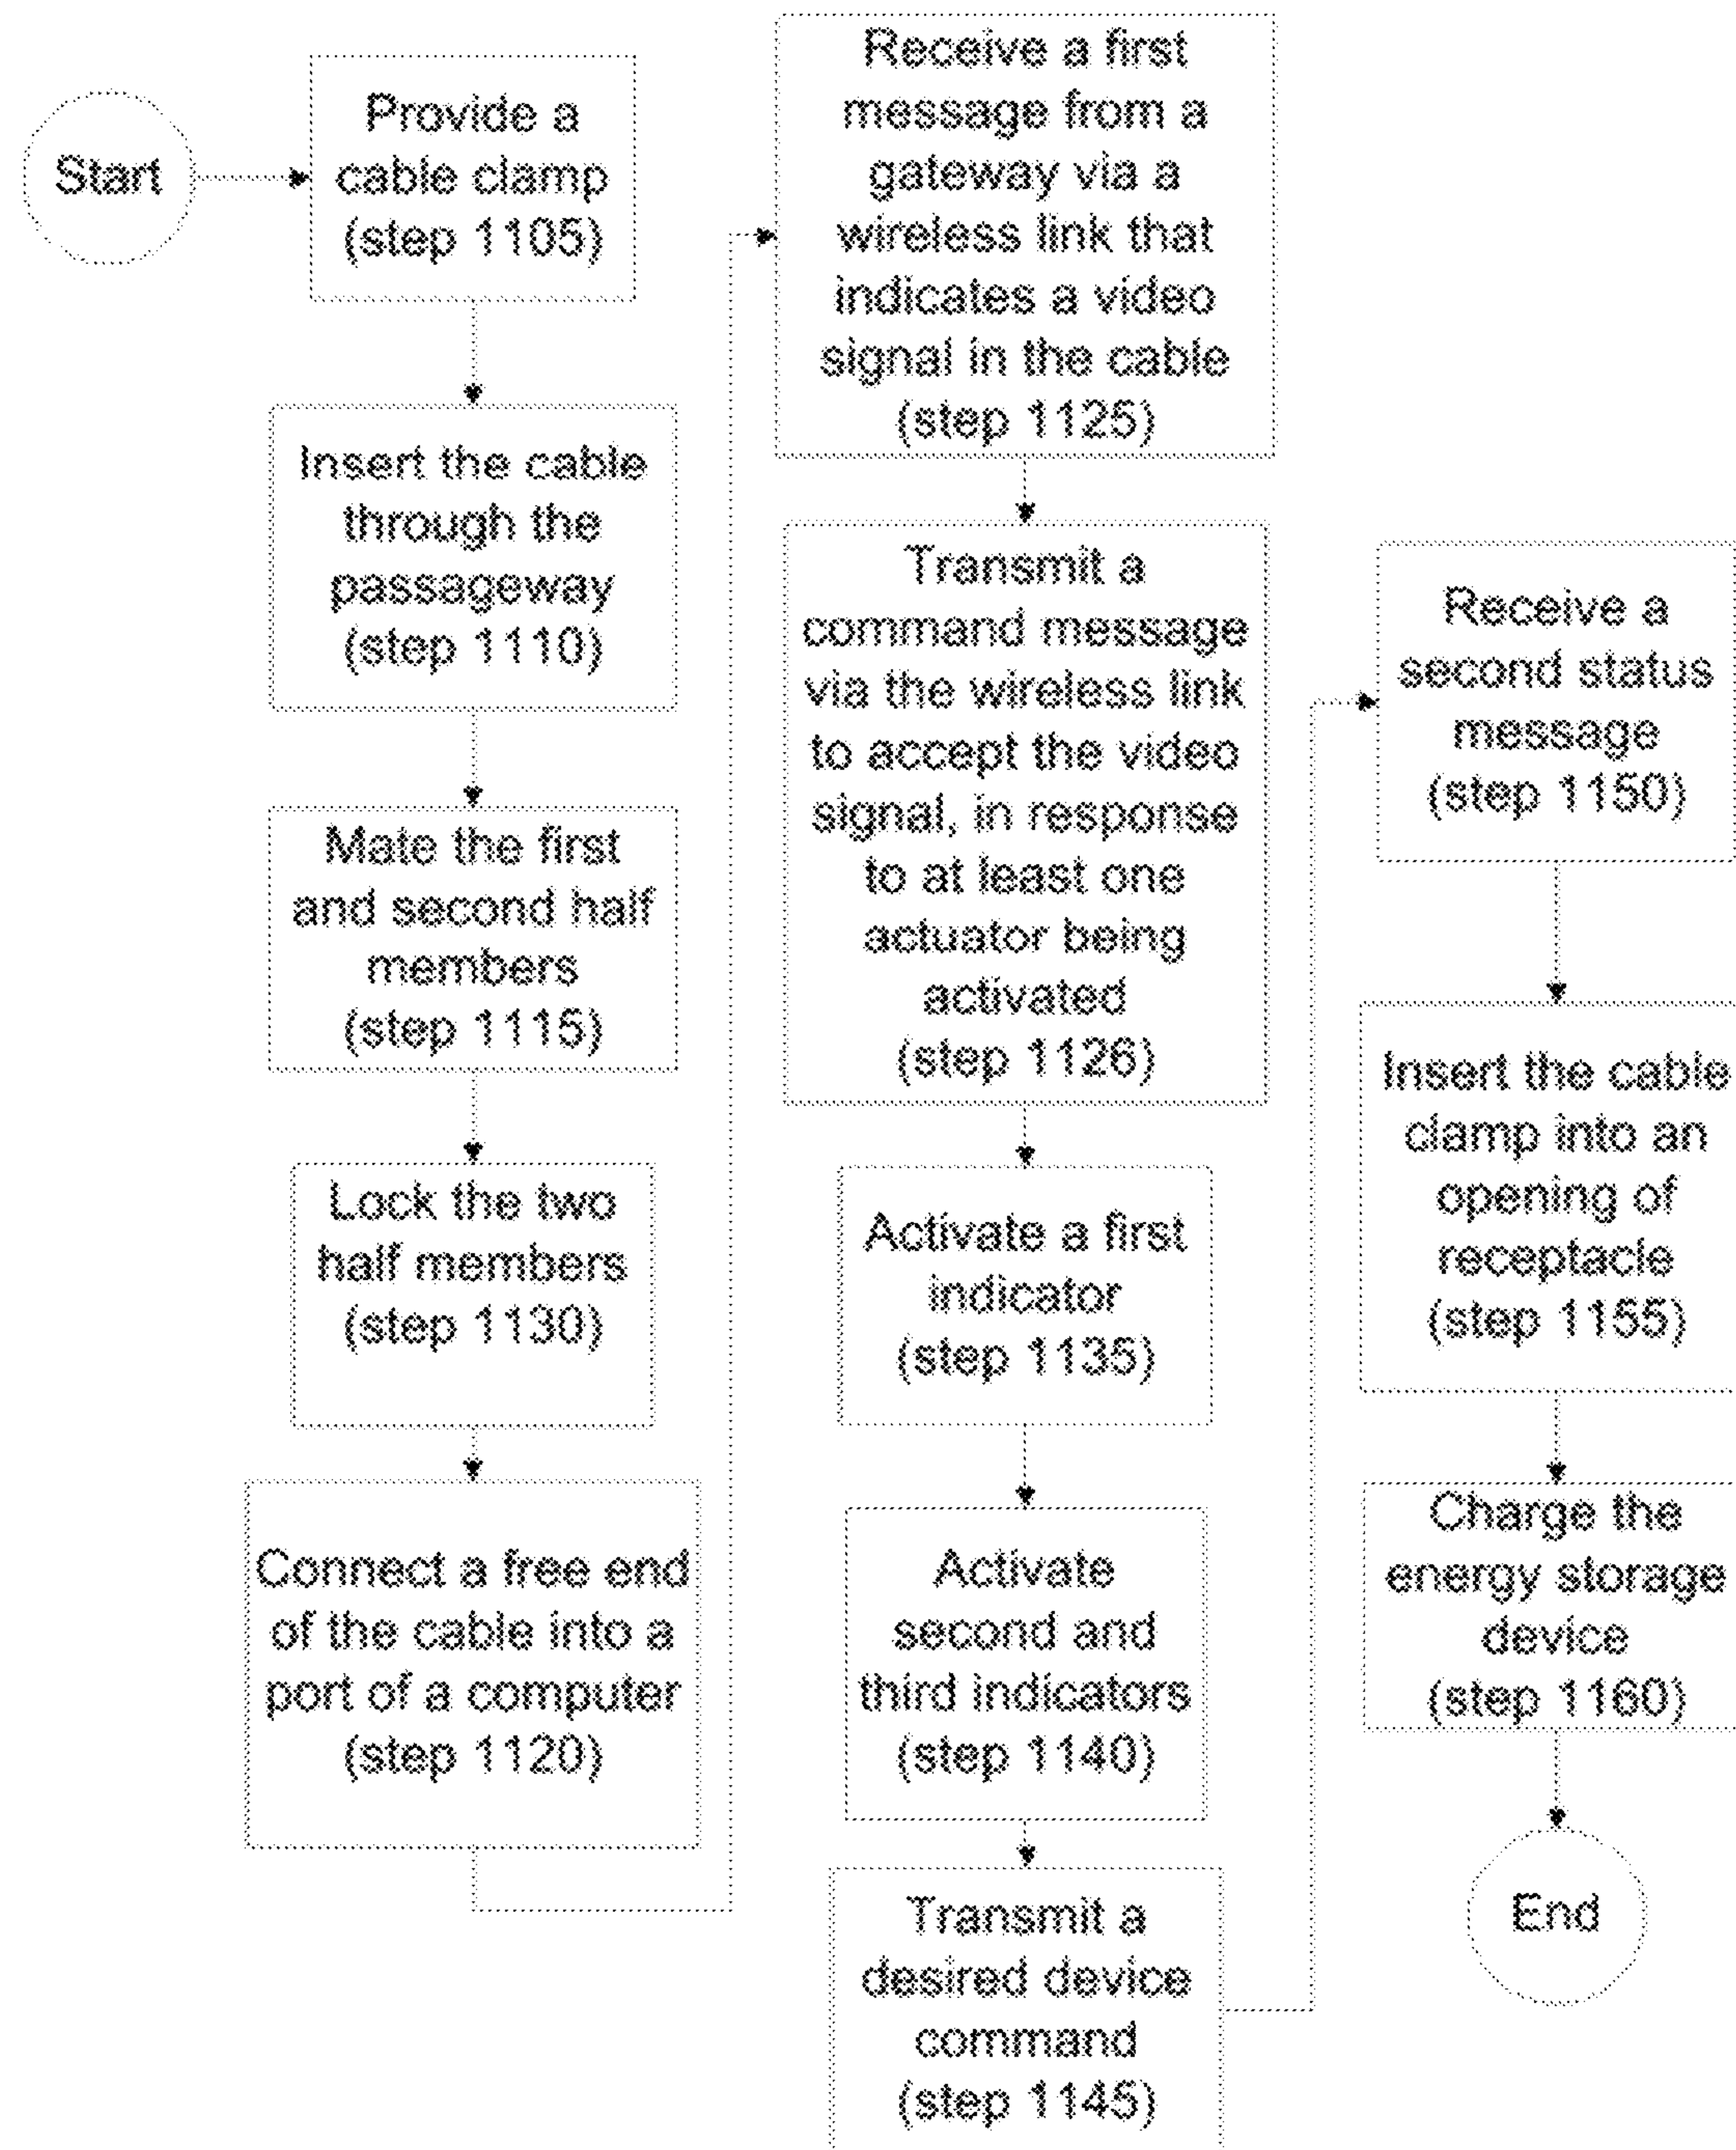 Start
Provide a
cable clamp
(step 1105)
Insert the cable
through the
passageway
(step 1110)
Mate the first
and second half
members
(step 1115)
Lock the two
half members
(step 1130)
Connect a free end
of the cable into a
port of a computer
(step 1120)
Receive a first
message from a
gateway via a
wireless link that
indicates a video
signal in the cable
(step 1125)
Transmit a
command message
via the wireless link
to accept the video
signal, in response
to at least one
actuator being
activated
(step 1126)
Activate a first
indicator
(step 1135)
Activate
second and
third indicators
(step 1140)
Transmit a
desired device
command
(step 1145)
Receive a
second status
message
(step 1150)
Insert the cable
clamp into an
opening of
receptacle
(step 1155)
Charge the
energy storage
device
(step 1160)
End